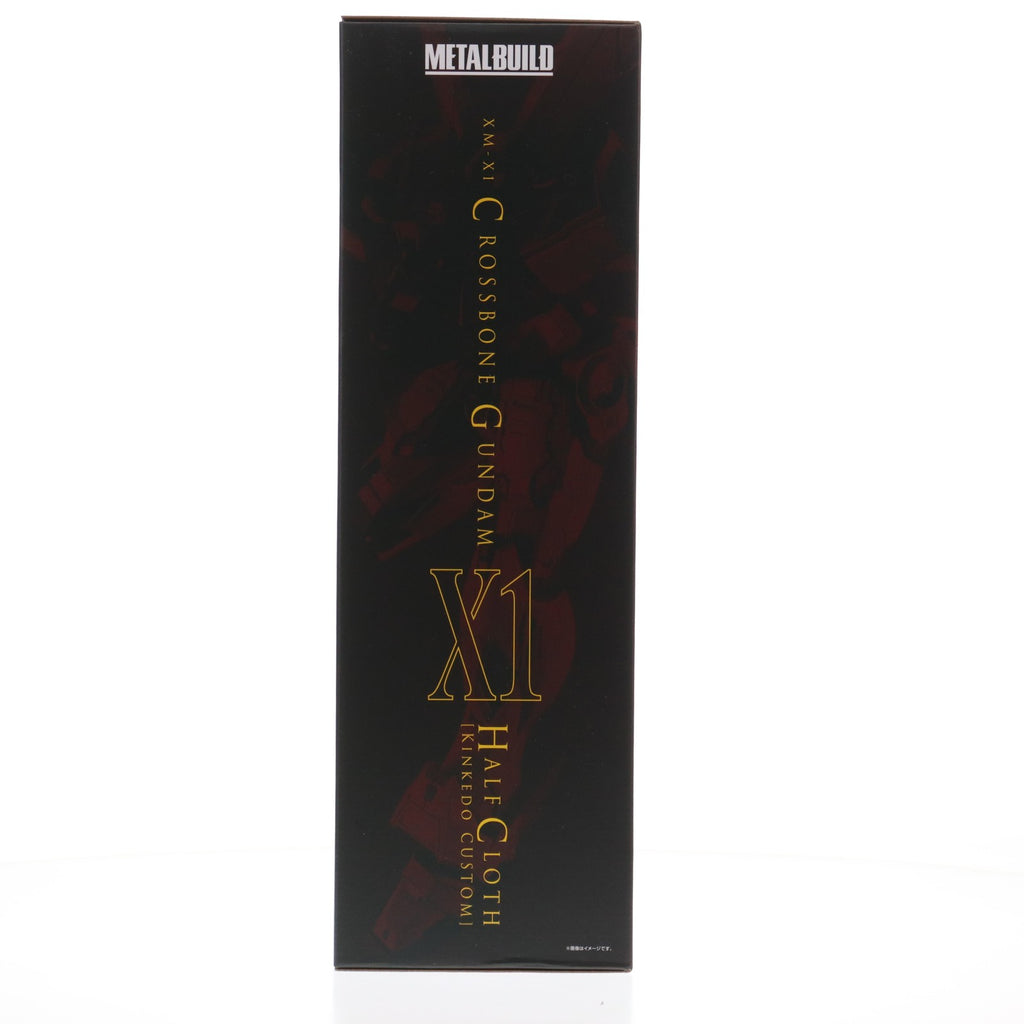 METALBUILD
XM-X1 CROSSBONE GUNDAM
X1
HALF CLOTH
[KINKEDO CUSTOM]
※画像はイメージです。